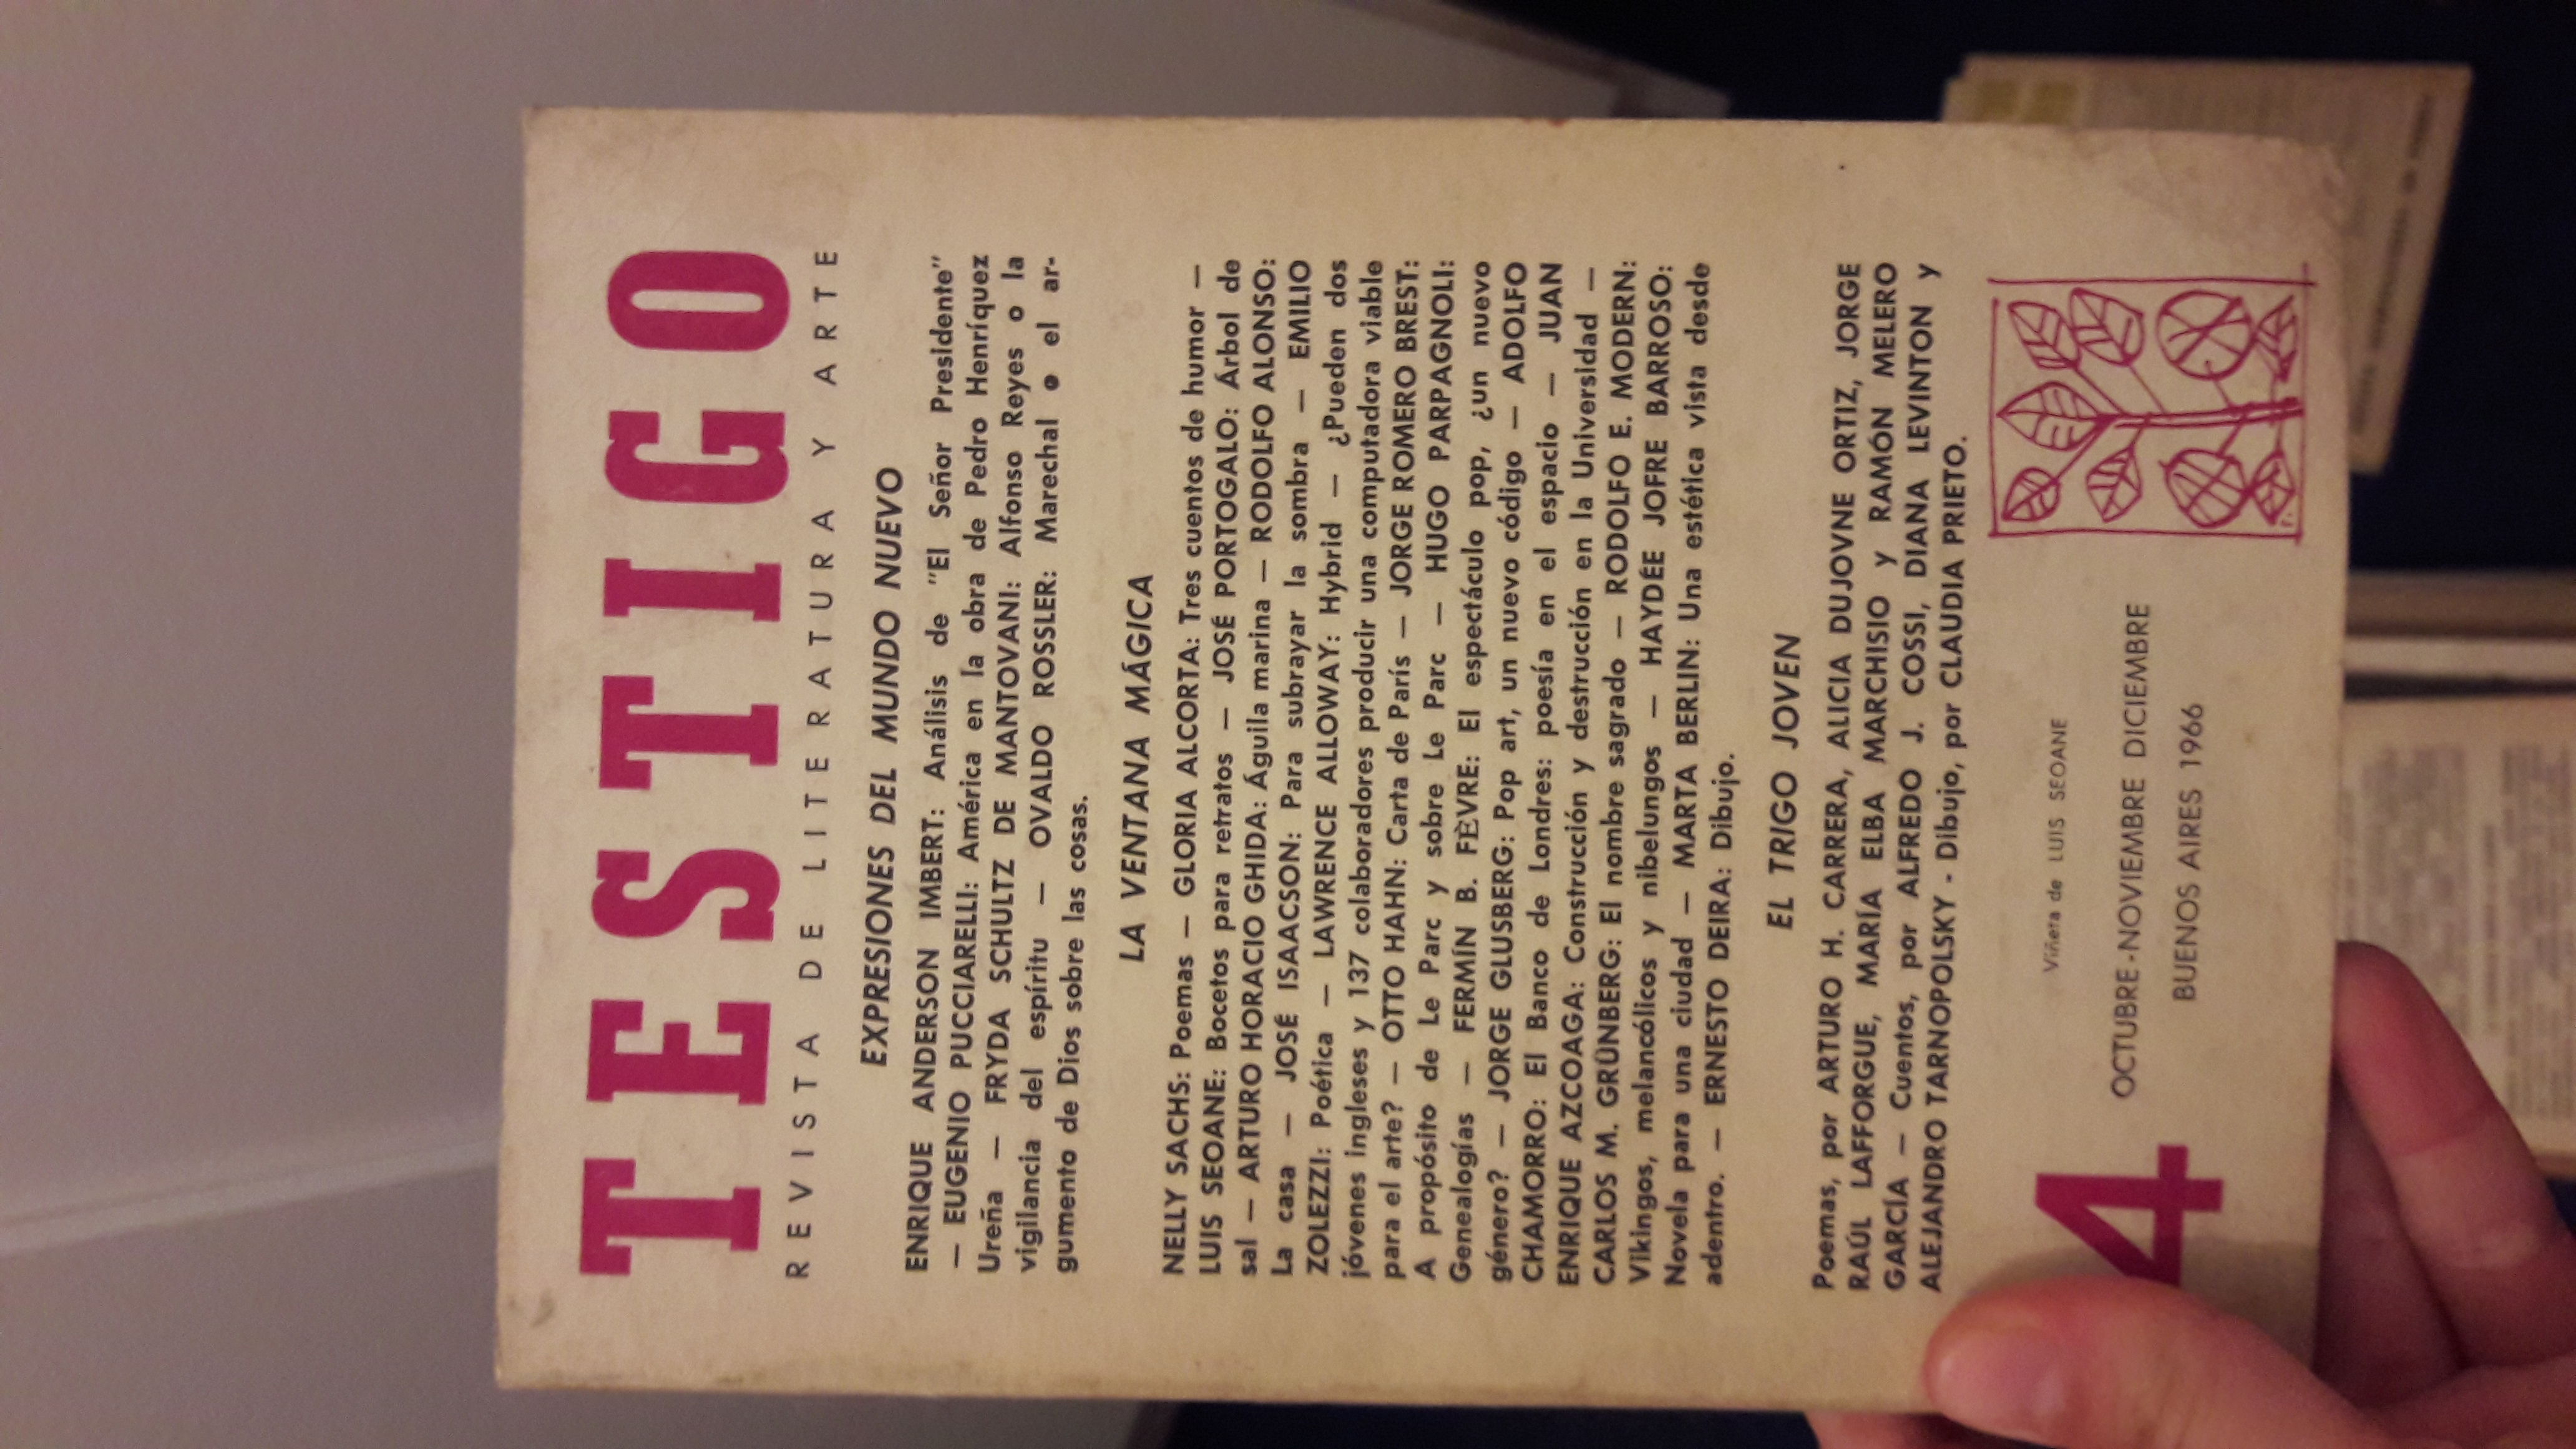 TESTIGO
REVISTA DE LITERATURA Y ARTE
EXPRESIONES DEL MUNDO NUEVO
ENRIQUE ANDERSON IMBERT: Análisis de "El Señor Presidente"
— EUGENIO PUCCIARELLI: América en la obra de Pedro Henríquez
Ureña — FRYDA SCHULTZ DE MANTOVANI: Alfonso Reyes o la
vigilancia del espíritu — OVALDO ROSSLER: Marechal o el ar-
gumento de Dios sobre las cosas.
LA VENTANA MÁGICA
NELLY SACHS: Poemas — GLORIA ALCORTA: Tres cuentos de humor —
LUIS SEOANE: Bocetos para retratos — JOSÉ PORTOGALO: Árbol de
sal — ARTURO HORACIO GHIDA: Águila marina — RODOLFO ALONSO:
La casa — JOSÉ ISAACSON: Para subrayar la sombra — EMILIO
ZOLEZZI: Poética — LAWRENCE ALLOWAY: Hybrid — ¿Pueden dos
jóvenes ingleses y 137 colaboradores producir una computadora viable
para el arte? — OTTO HAHN: Carta de París — JORGE ROMERO BREST:
A propósito de Le Parc y sobre Le Parc — HUGO PARPAGNOLI:
Genealogías — FERMÍN B. FÈVRE: El espectáculo pop, ¿un nuevo
género? — JORGE GLUSBERG: Pop art, un nuevo código — ADOLFO
CHAMORRO: El Banco de Londres: poesía en el espacio — JUAN
ENRIQUE AZCOAGA: Construcción y destrucción en la Universidad —
CARLOS M. GRÜNBERG: El nombre sagrado — RODOLFO E. MODERN:
Vikingos, melancólicos y nibelungos — HAYDÉE JOFRE BARROSO:
Novela para una ciudad — MARTA BERLIN: Una estética vista desde
adentro. — ERNESTO DEIRA: Dibujo.
EL TRIGO JOVEN
Poemas, por ARTURO H. CARRERA, ALICIA DUJOVNE ORTIZ, JORGE
RAÚL LAFFORGUE, MARÍA ELBA MARCHISIO y RAMÓN MELERO
GARCÍA — Cuentos, por ALFREDO J. COSSI, DIANA LEVINTON y
ALEJANDRO TARNOPOLSKY - Dibujo, por CLAUDIA PRIETO.
4
Viñeta de LUIS SEOANE
OCTUBRE-NOVIEMBRE DICIEMBRE
BUENOS AIRES 1966